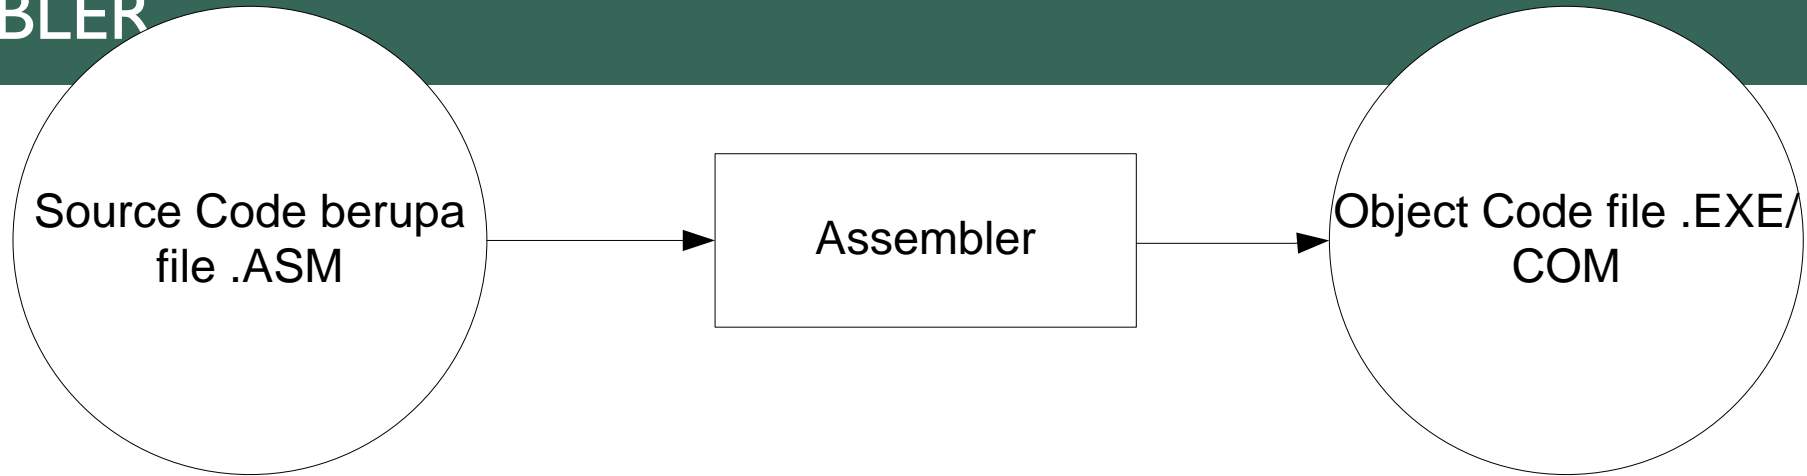 BLER
Source Code berupa
file .ASM
Assembler
Object Code file .EXE/
COM